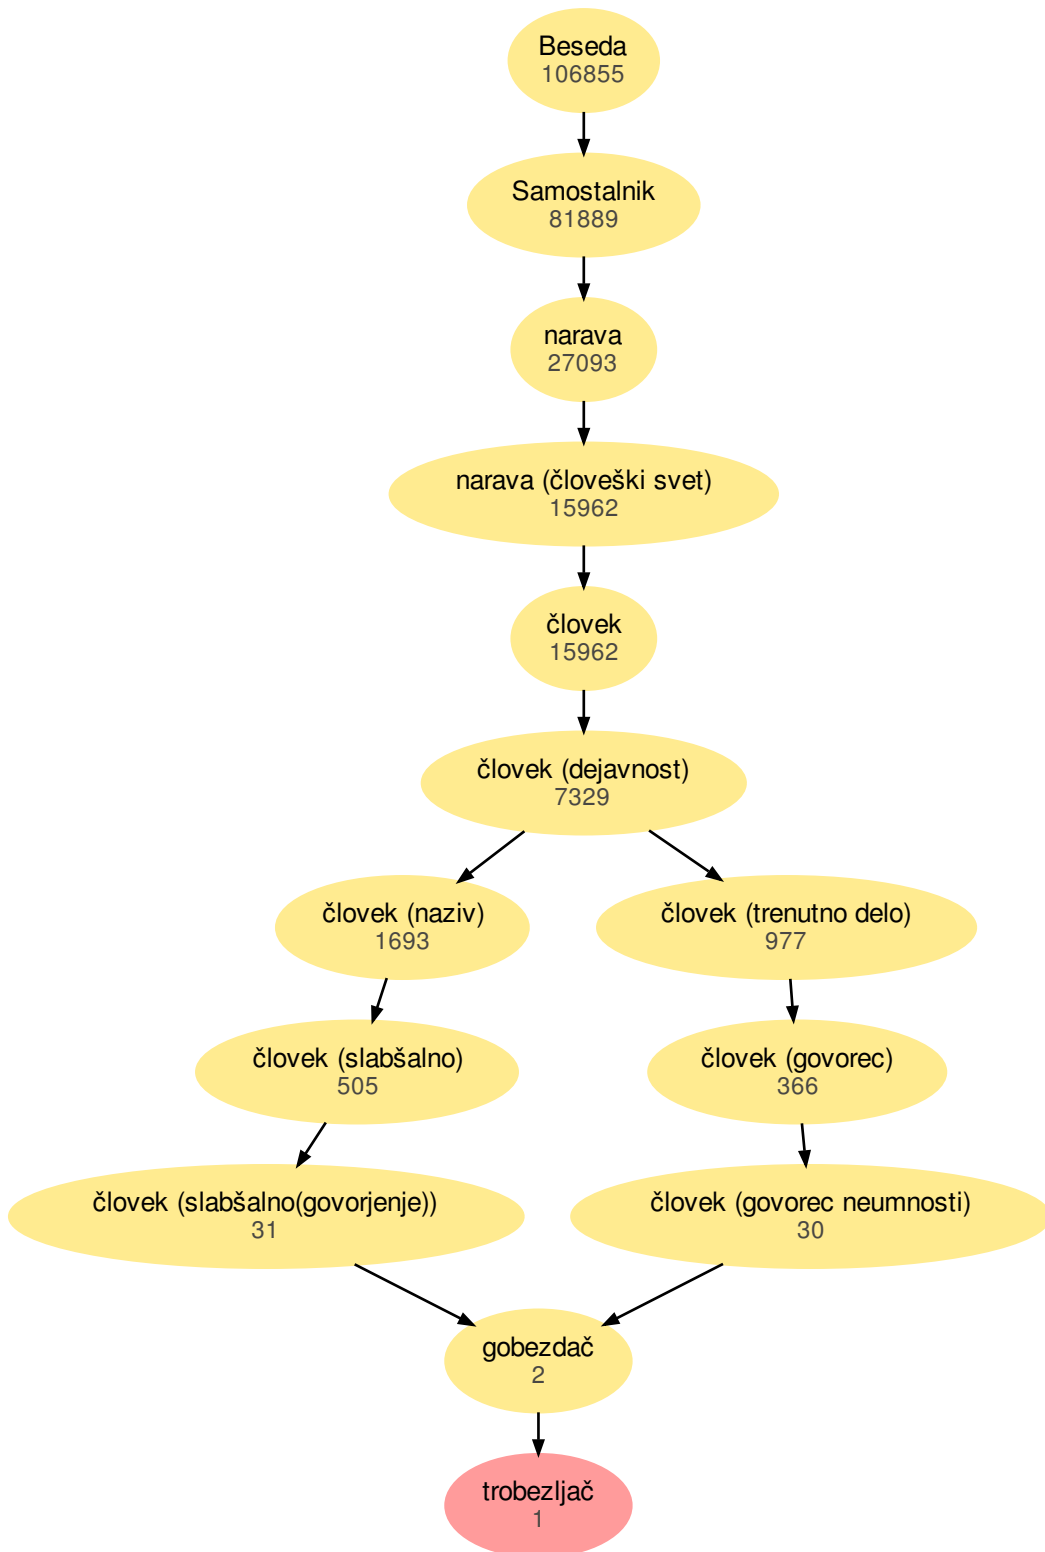 Beseda
106855
Samostalnik
81889
narava
27093
narava (človeški svet)
15962
človek
15962
človek (dejavnost)
7329
človek (naziv)
1693
človek (trenutno delo)
977
človek (slabšalno)
505
človek (govorec)
366
človek (slabšalno(govorjenje))
31
človek (govorec neumnosti)
30
gobezdač
2
trobezljač
1